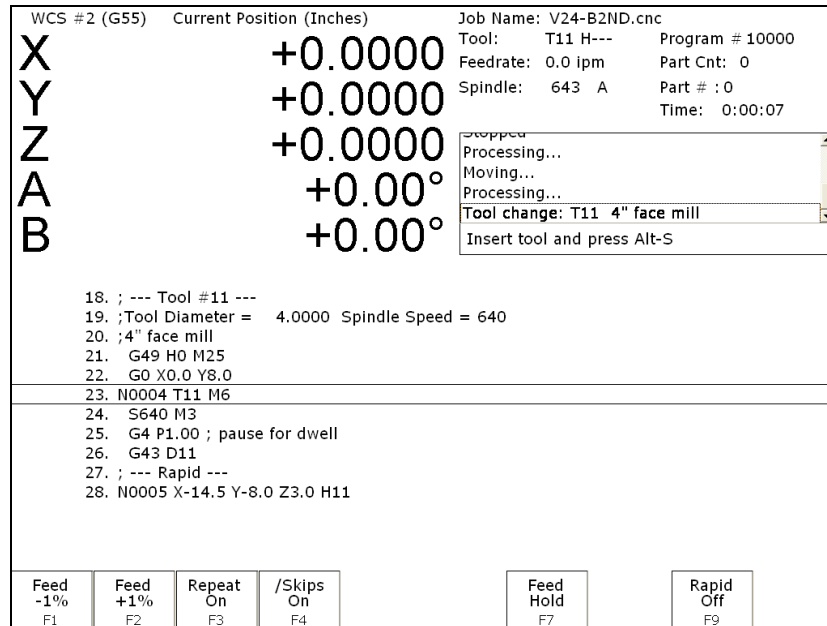 WCS #2 (G55) Current Position (Inches)
X +0.0000
Y +0.0000
Z +0.0000
A +0.00°
B +0.00°
Job Name: V24-B2ND.cnc
Tool: T11 H--- Program # 10000
Feedrate: 0.0 ipm Part Cnt: 0
Spindle: 643 A Part # : 0
Time: 0:00:07
Stopped
Processing...
Moving...
Processing...
Tool change: T11 4" face mill
Insert tool and press Alt-S
18. ; --- Tool #11 ---
19. ;Tool Diameter = 4.0000 Spindle Speed = 640
20. ;4" face mill
21. G49 H0 M25
22. G0 X0.0 Y8.0
23. N0004 T11 M6
24. S640 M3
25. G4 P1.00 ; pause for dwell
26. G43 D11
27. ; --- Rapid ---
28. N0005 X-14.5 Y-8.0 Z3.0 H11
Feed -1% F1
Feed +1% F2
Repeat On F3
/Skips On F4
Feed Hold F7
Rapid Off F9